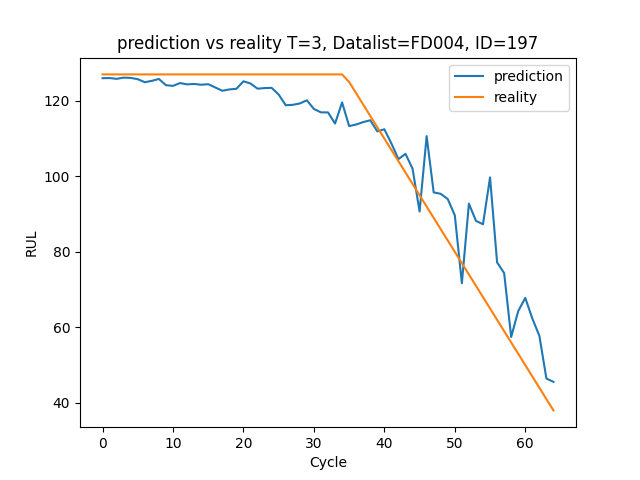 prediction vs reality T=3, Datalist=FD004, ID=197
prediction
reality
120
100
80
60
40
RUL
0 10 20 30 40 50 60
Cycle